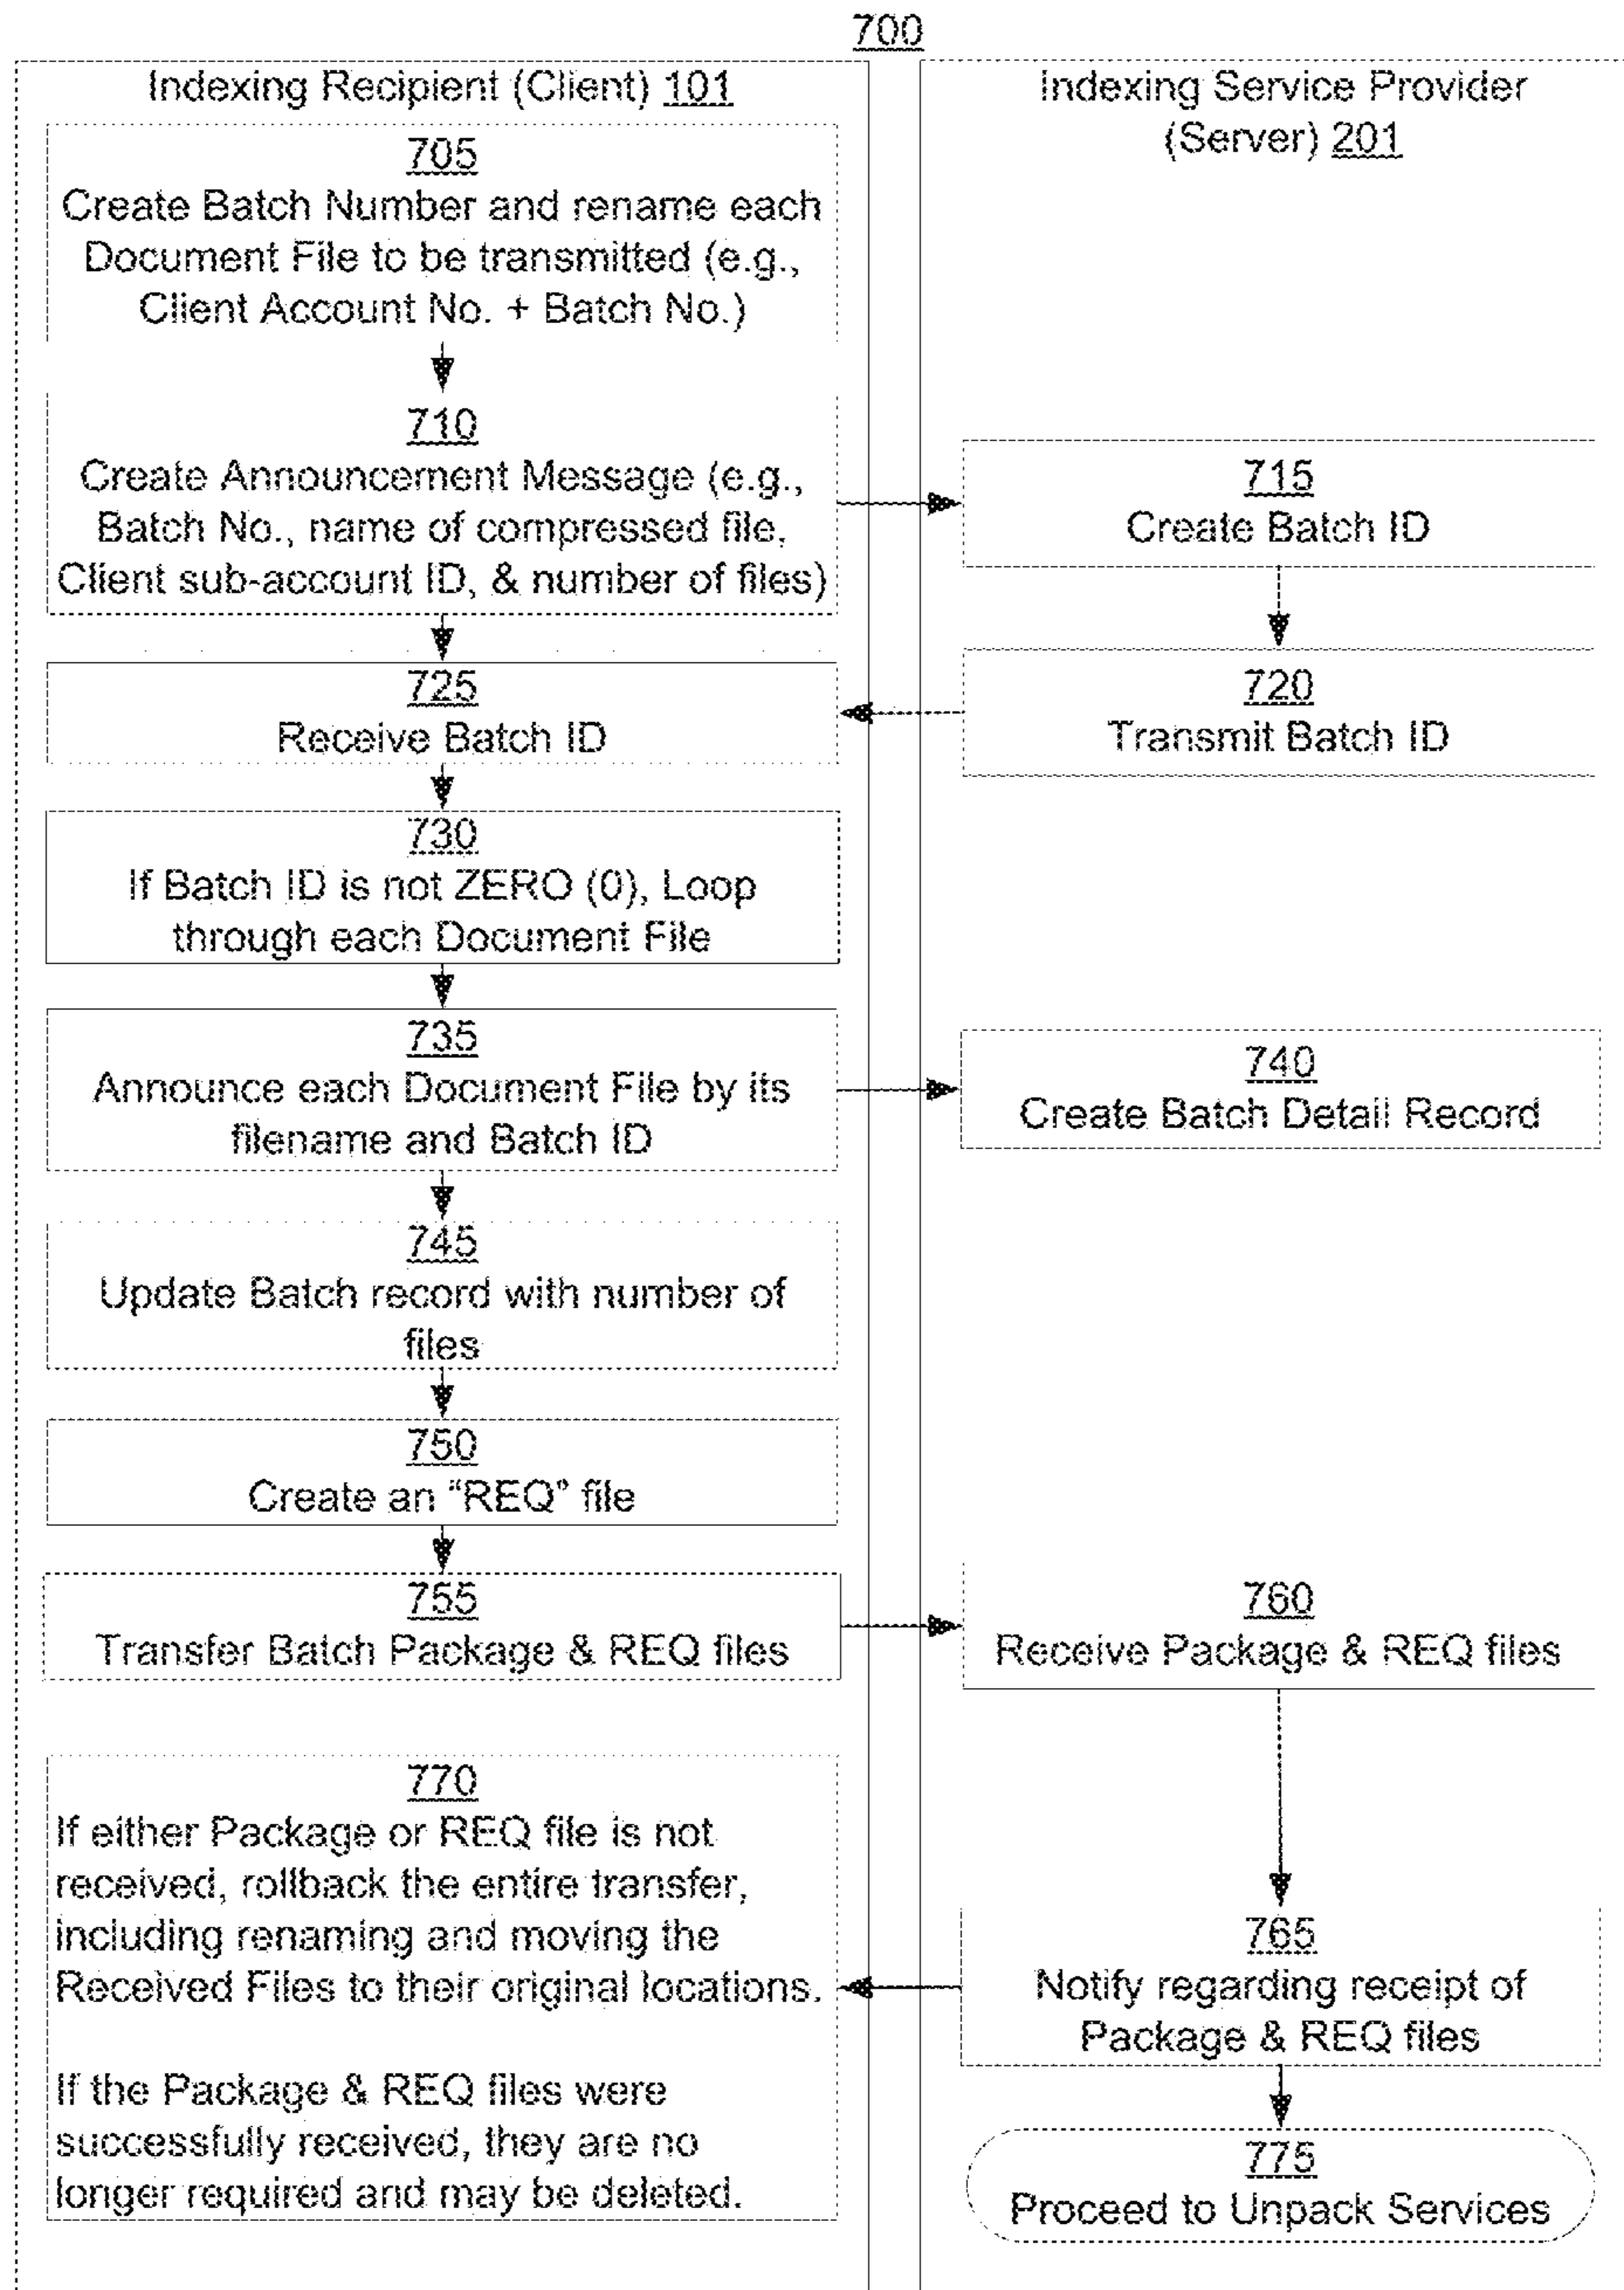 700
Indexing Recipient (Client) 101
705
Create Batch Number and rename each
Document File to be transmitted (e.g.,
Client Account No. + Batch No.)
710
Create Announcement Message (e.g.,
Batch No., name of compressed file,
Client sub-account ID, & number of files)
725
Receive Batch ID
730
If Batch ID is not ZERO (0), Loop
through each Document File
735
Announce each Document File by its
filename and Batch ID
745
Update Batch record with number of
files
750
Create an “REQ” file
755
Transfer Batch Package & REQ files
770
If either Package or REQ file is not
received, rollback the entire transfer,
including renaming and moving the
Received Files to their original locations.
If the Package & REQ files were
successfully received, they are no
longer required and may be deleted.
Indexing Service Provider
(Server) 201
715
Create Batch ID
720
Transmit Batch ID
740
Create Batch Detail Record
760
Receive Package & REQ files
765
Notify regarding receipt of
Package & REQ files
775
Proceed to Unpack Services